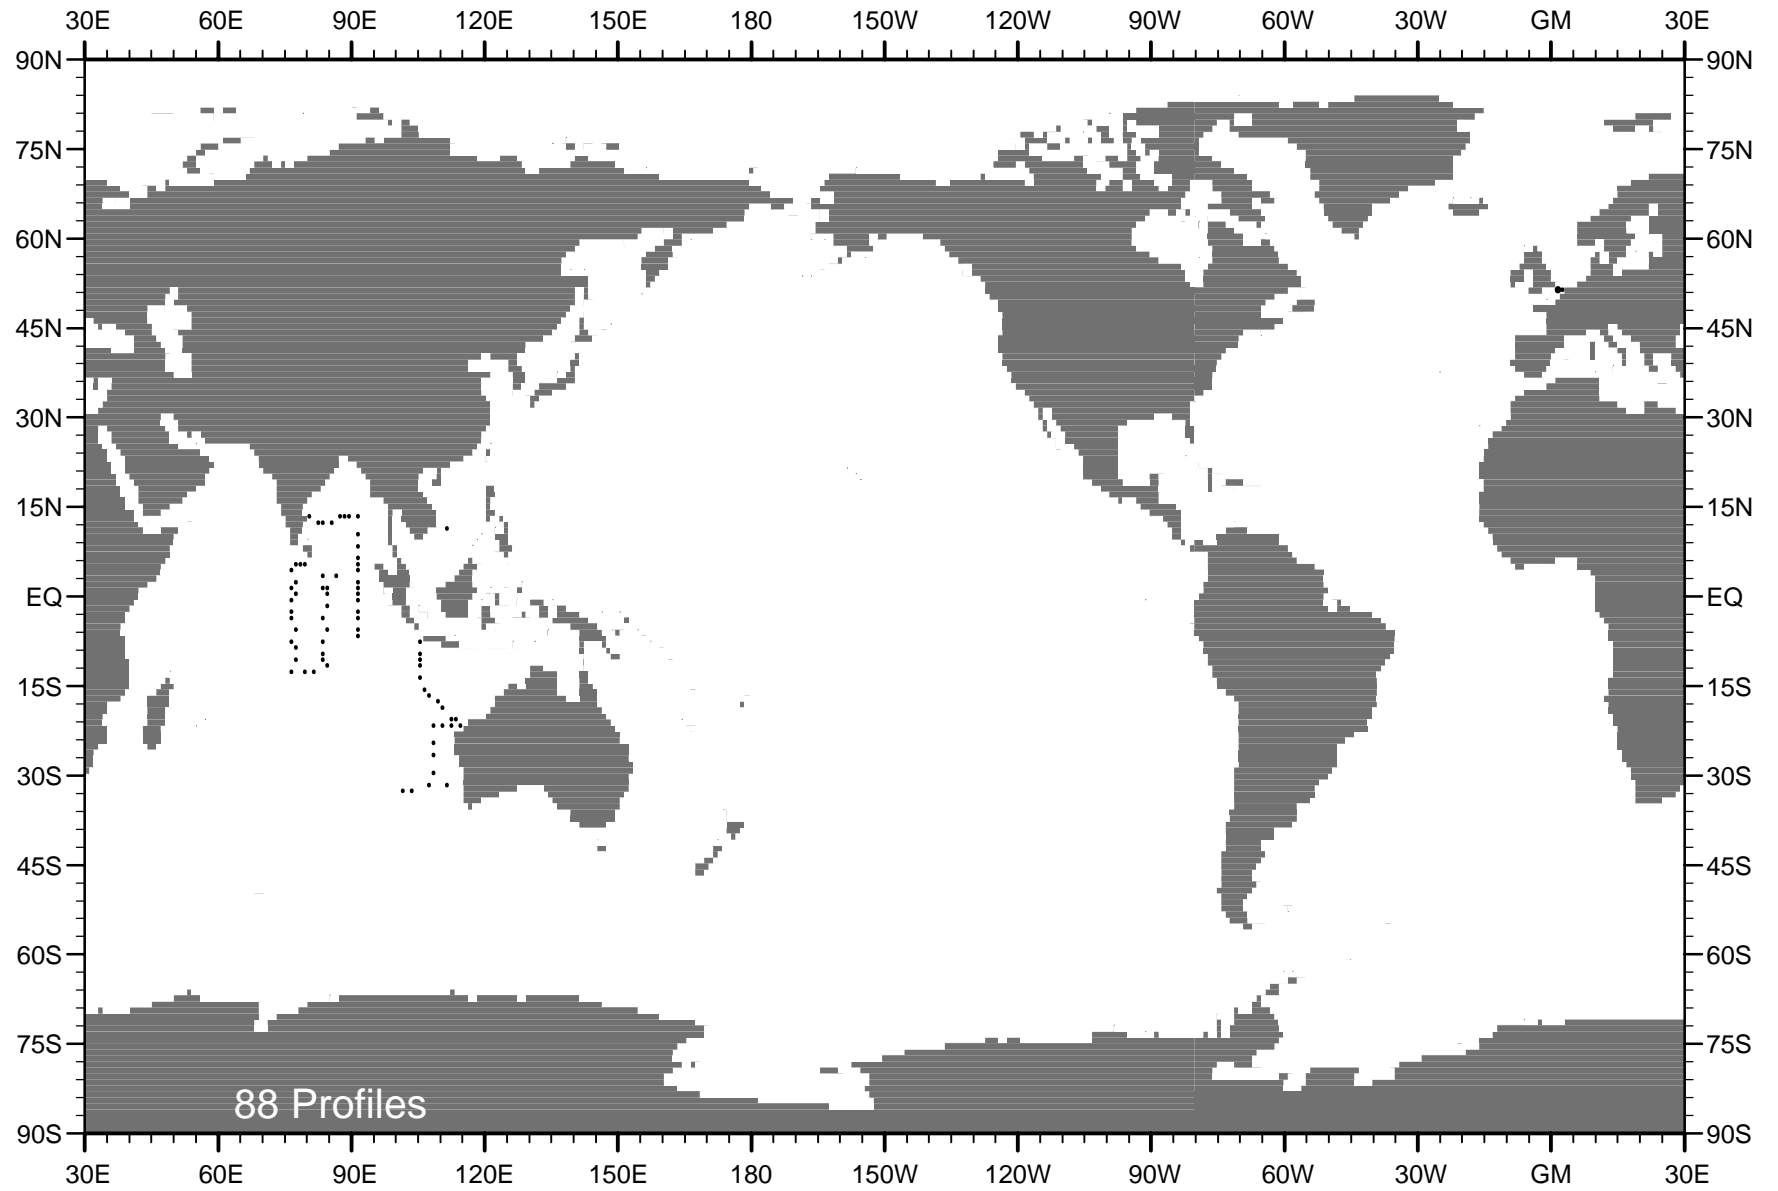 30E 60E 90E 120E 150E 180 150W 120W 90W 60W 30W GM 30E
90N 90N
75N 75N
60N 60N
45N 45N
30N 30N
15N 15N
EQ EQ
15S 15S
30S 30S
45S 45S
60S 60S
75S 75S
88 Profiles
90S 90S
30E 60E 90E 120E 150E 180 150W 120W 90W 60W 30W GM 30E